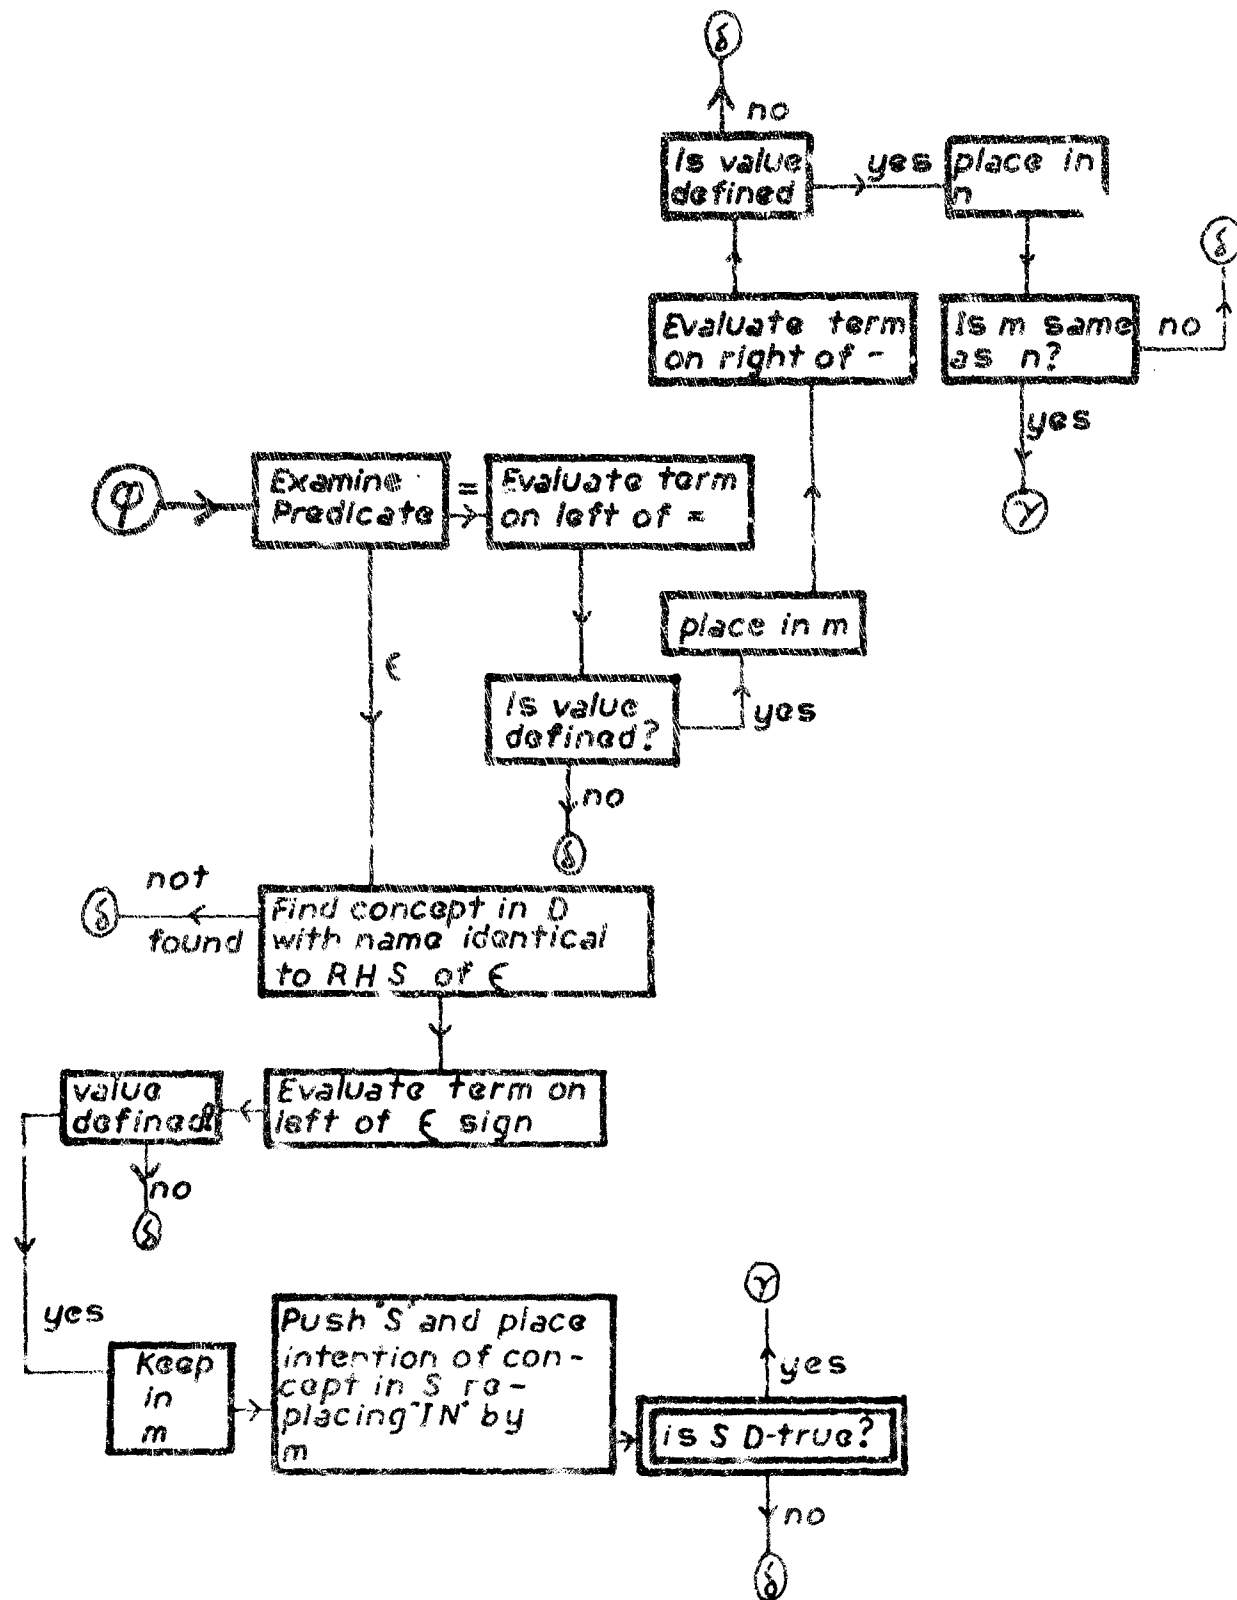 δ
no
Is value
defined
yes
place in
n
δ
Evaluate term
on right of -
Is m same
as n?
no
yes
γ
φ
Examine
Predicate
=
Evaluate term
on left of =
place in m
ϵ
Is value
defined?
yes
no
δ
not
found
δ
Find concept in D
with name identical
to RHS of ϵ
value
defined?
Evaluate term on
left of ϵ sign
no
δ
yes
Keep
in
m
Push "S" and place
intention of con-
cept in S re-
placing "IN" by
m
γ
yes
is S D-true?
no
δ